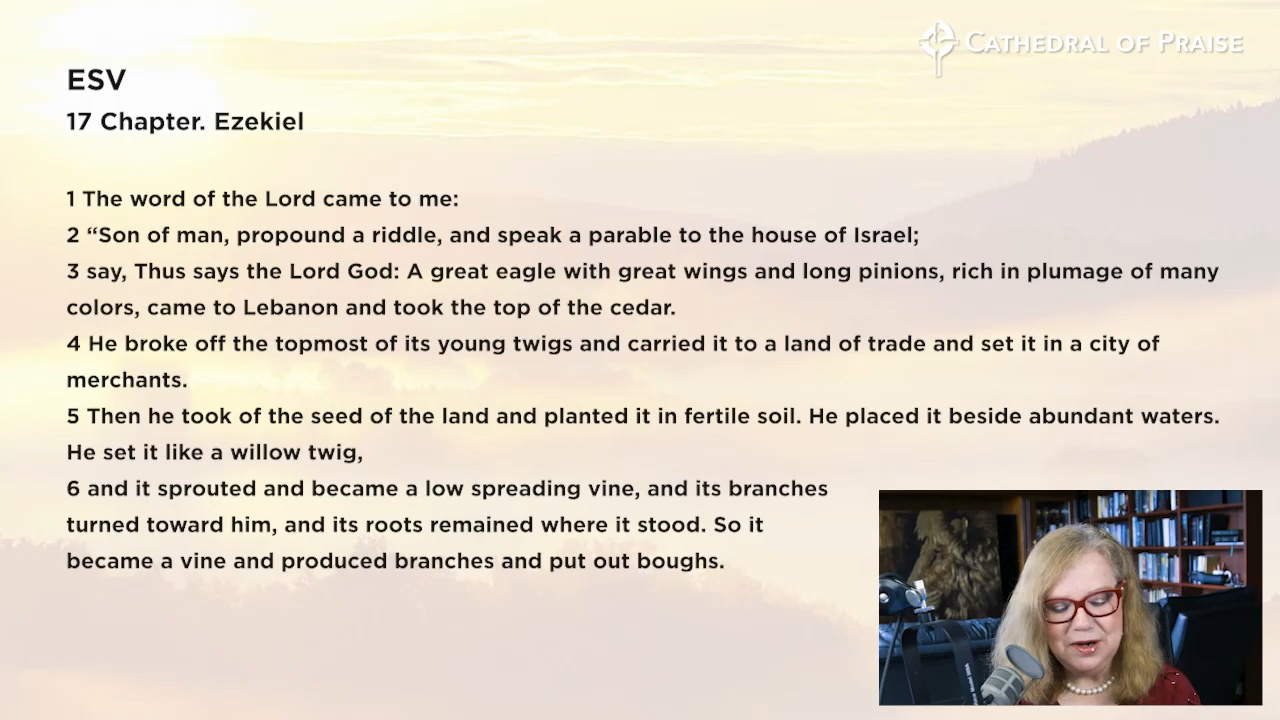 CATHEDRAL OF PRAISE
ESV
17 Chapter. Ezekiel
1 The word of the Lord came to me:
2 “Son of man, propound a riddle, and speak a parable to the house of Israel;
3 say, Thus says the Lord God: A great eagle with great wings and long pinions, rich in plumage of many
colors, came to Lebanon and took the top of the cedar.
4 He broke off the topmost of its young twigs and carried it to a land of trade and set it in a city of
merchants.
5 Then he took of the seed of the land and planted it in fertile soil. He placed it beside abundant waters.
He set it like a willow twig,
6 and it sprouted and became a low spreading vine, and its branches
turned toward him, and its roots remained where it stood. So it
became a vine and produced branches and put out boughs.